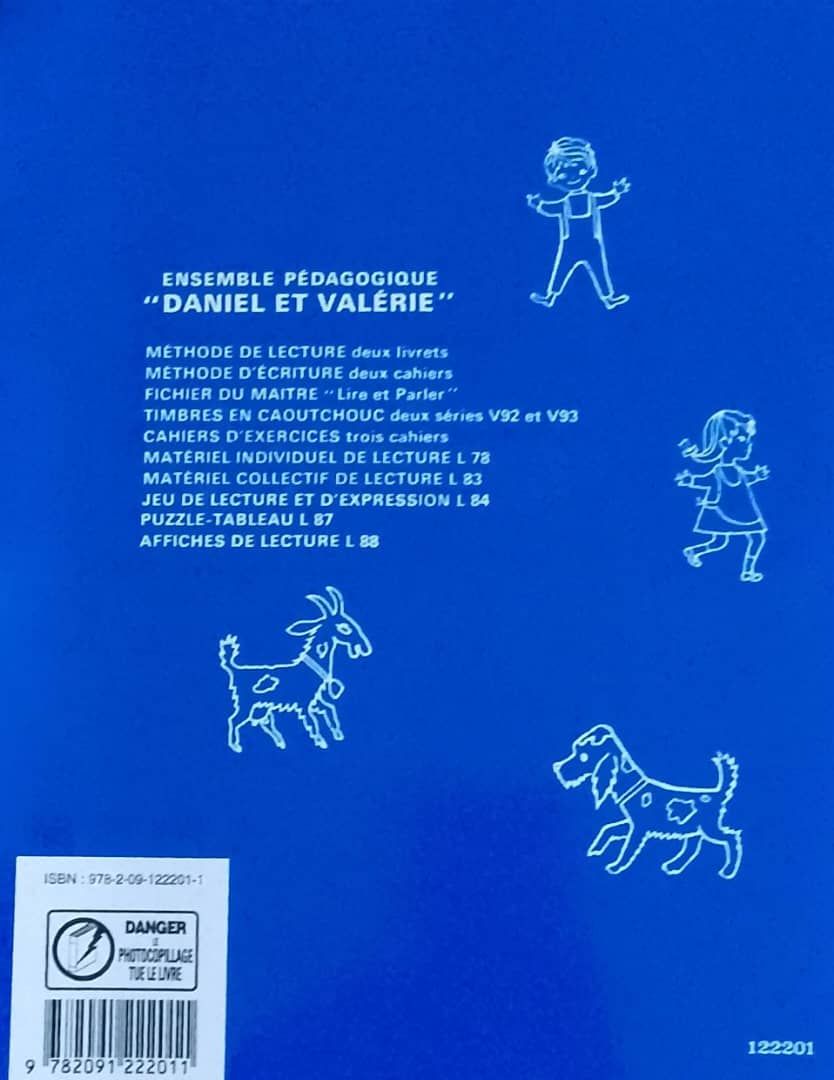 ENSEMBLE PÉDAGOGIQUE
"DANIEL ET VALÉRIE"
MÉTHODE DE LECTURE deux livrets
MÉTHODE D'ÉCRITURE deux cahiers
FICHIER DU MAITRE "Lire et Parler"
TIMBRES EN CAOUTCHOUC deux séries V92 et V93
CAHIERS D'EXERCICES trois cahiers
MATÉRIEL INDIVIDUEL DE LECTURE L 78
MATÉRIEL COLLECTIF DE LECTURE L 83
JEU DE LECTURE ET D'EXPRESSION L 84
PUZZLE-TABLEAU L 87
AFFICHES DE LECTURE L 88
ISBN : 978-2-09-122201-1
DANGER
LE
PHOTOCOPILLAGE
TUE LE LIVRE
9 782091 222011
122201